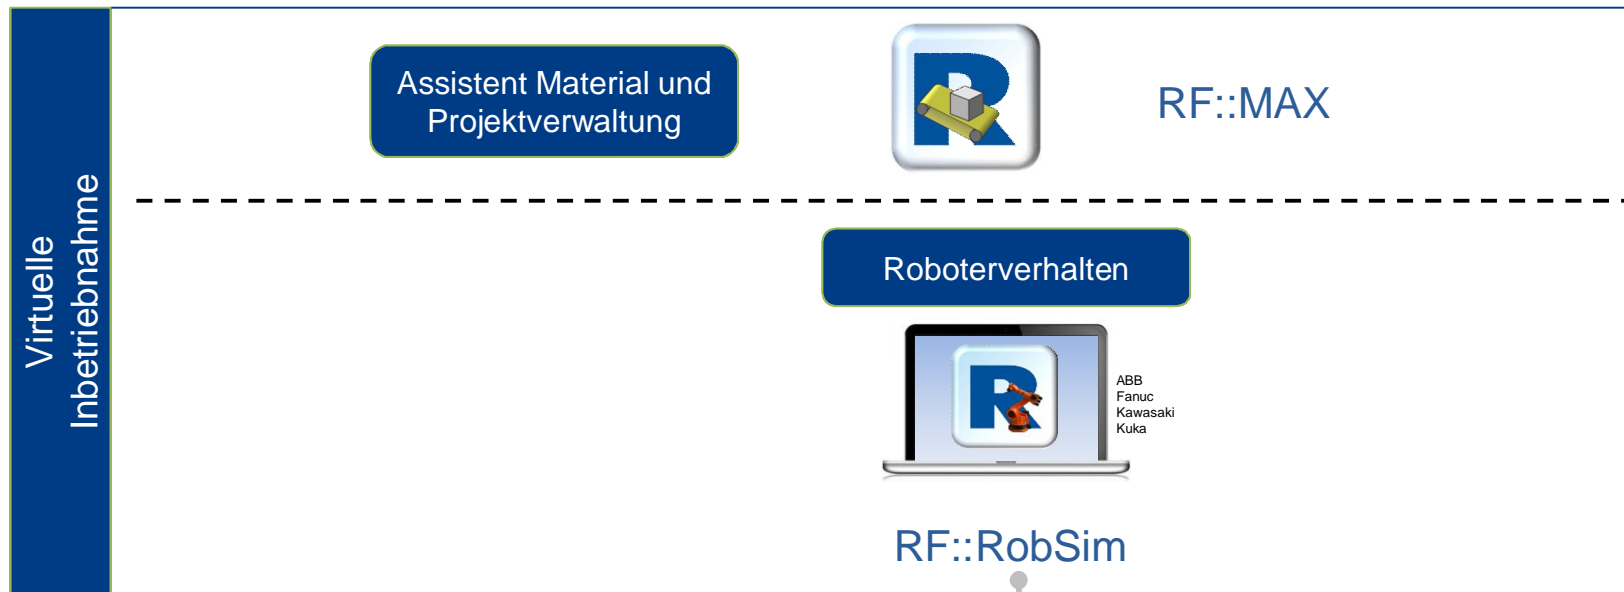 Virtuelle
Inbetriebnahme
Assistent Material und
Projektverwaltung
R
RF::MAX
Roboterverhalten
R
ABB
Fanuc
Kawasaki
Kuka
RF::RobSim